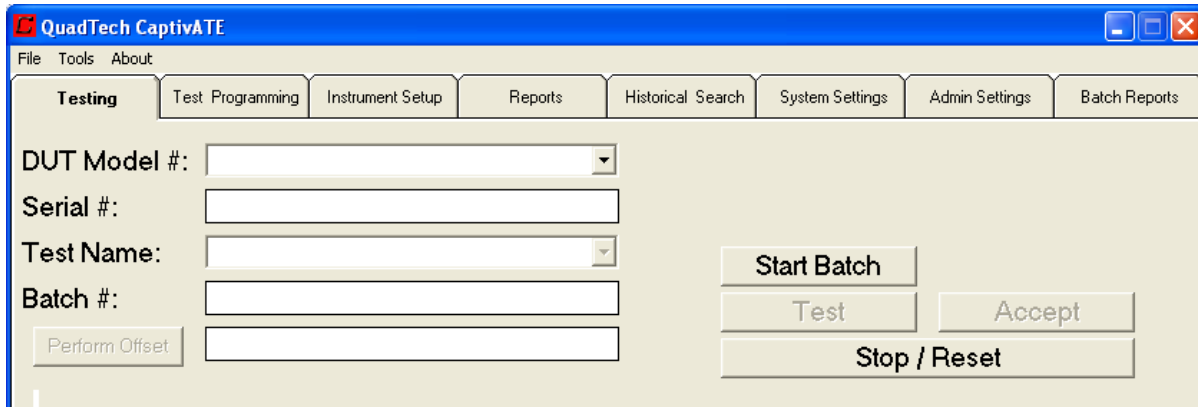 QuadTech CaptivATE
File Tools About
Testing Test Programming Instrument Setup Reports Historical Search System Settings Admin Settings Batch Reports
DUT Model #:
Serial #:
Test Name:
Start Batch
Batch #:
Test Accept
Perform Offset
Stop / Reset